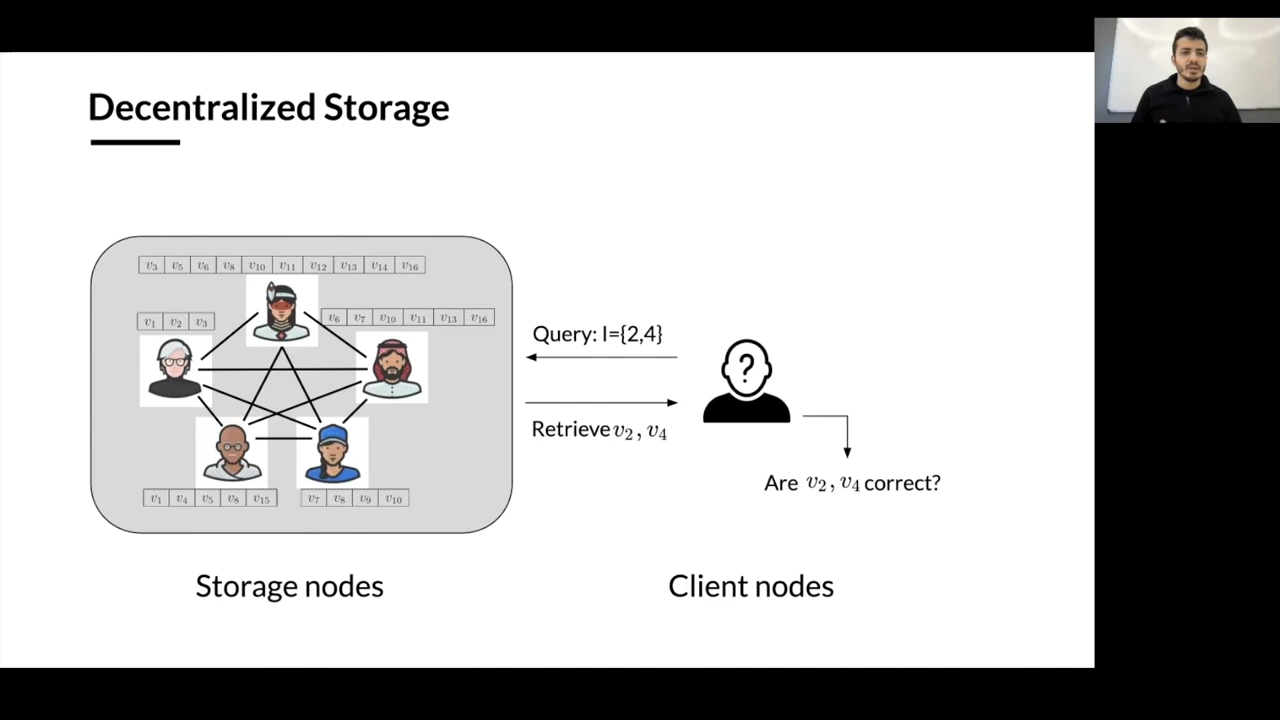 Decentralized Storage
v3 v5 v6 v8 v10 v11 v12 v13 v14 v16
v1 v2 v3
v6 v7 v10 v11 v13 v16
v1 v4 v5 v8 v15
v7 v8 v9 v10
Query: I={2,4}
Retrieve v2, v4
?
Are v2, v4 correct?
Storage nodes
Client nodes